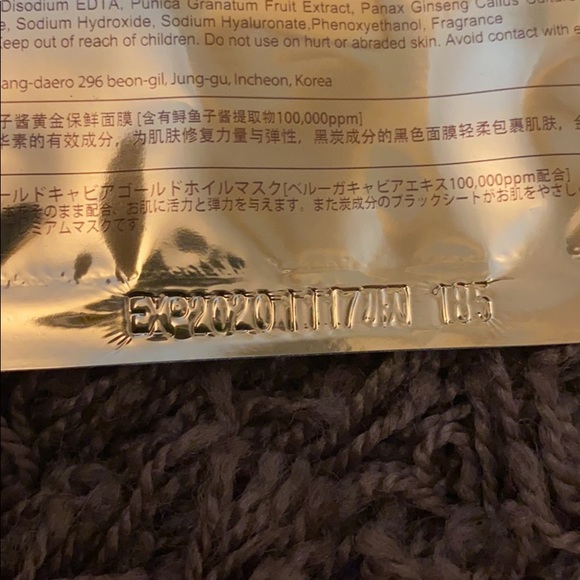 Disodium EDTA, Punica Granatum Fruit Extract, Panax Ginseng Callus
e, Sodium Hydroxide, Sodium Hyaluronate,Phenoxyethanol, Fragrance
Keep out of reach of children. Do not use on hurt or abraded skin. Avoid contact with e
ang-daero 296 beon-gil, Jung-gu, Incheon, Korea
子酱黄金保鲜面膜 [含有鲟鱼子酱提取物100,000ppm]
华素的有效成分，为肌肤修复力量与弹性，黑炭成分的黑色面膜轻柔包裹肌肤，
ールドキャビアゴールドホイルマスク[ベルーガキャビアエキス100,000ppm配合]
そのまま配合、お肌に活力と弾力を与えます。また炭成分のブラックシートがお肌をやさし
レミアムマスクです
EXP2020.11.17까지 185